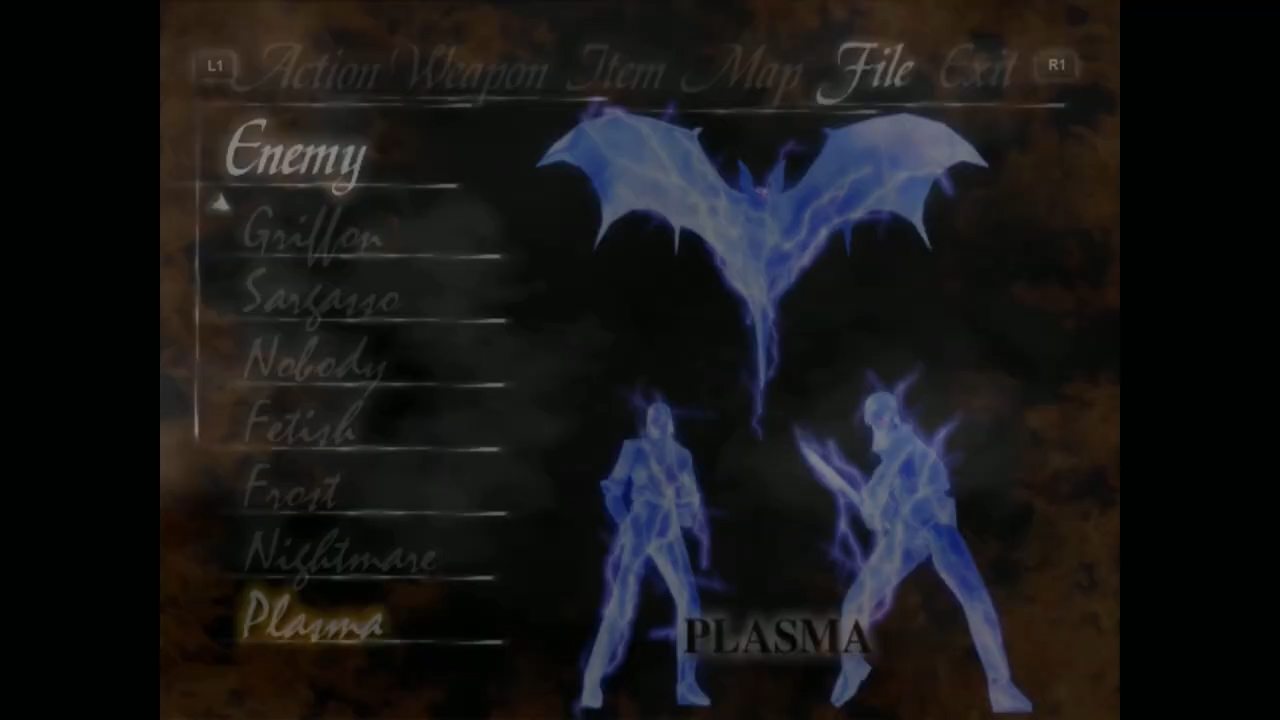 L1 Action Weapon Item Map File Exit R1
Enemy
Griffon
Sargasso
Nobody
Fetish
Frost
Nightmare
Plasma
PLASMA